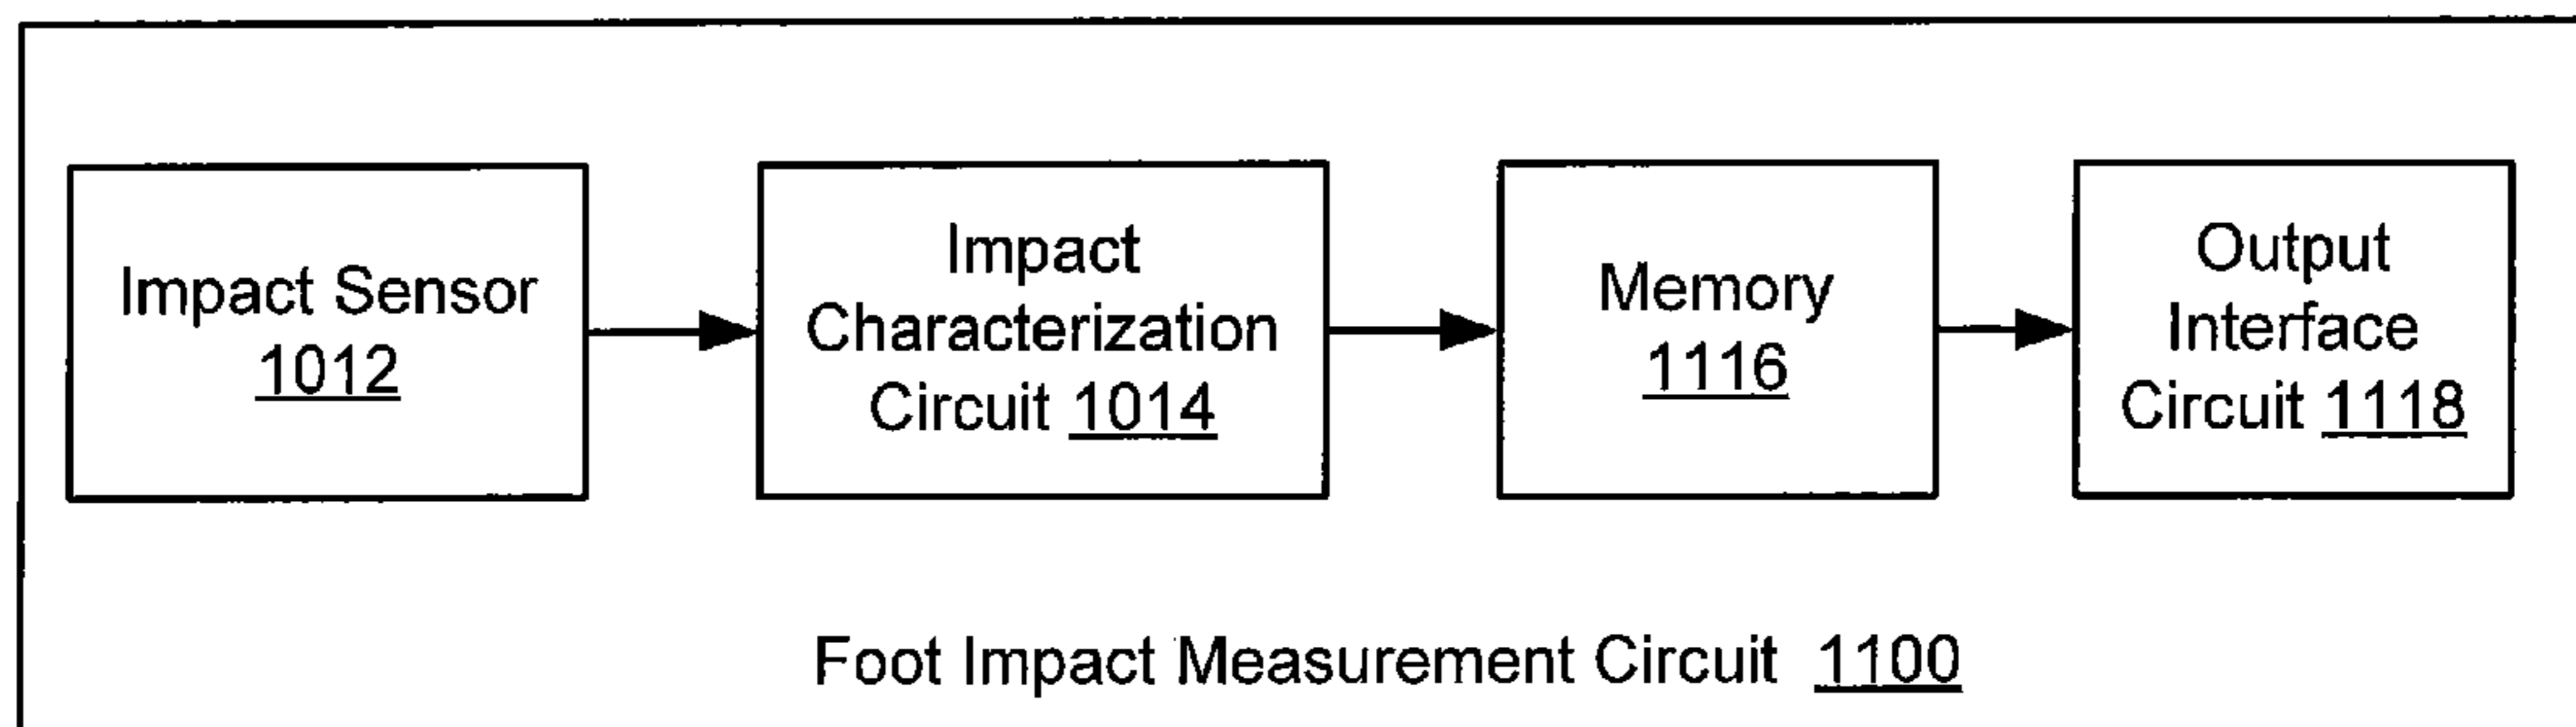 Impact Sensor
1012
Impact
Characterization
Circuit 1014
Memory
1116
Output
Interface
Circuit 1118
Foot Impact Measurement Circuit 1100